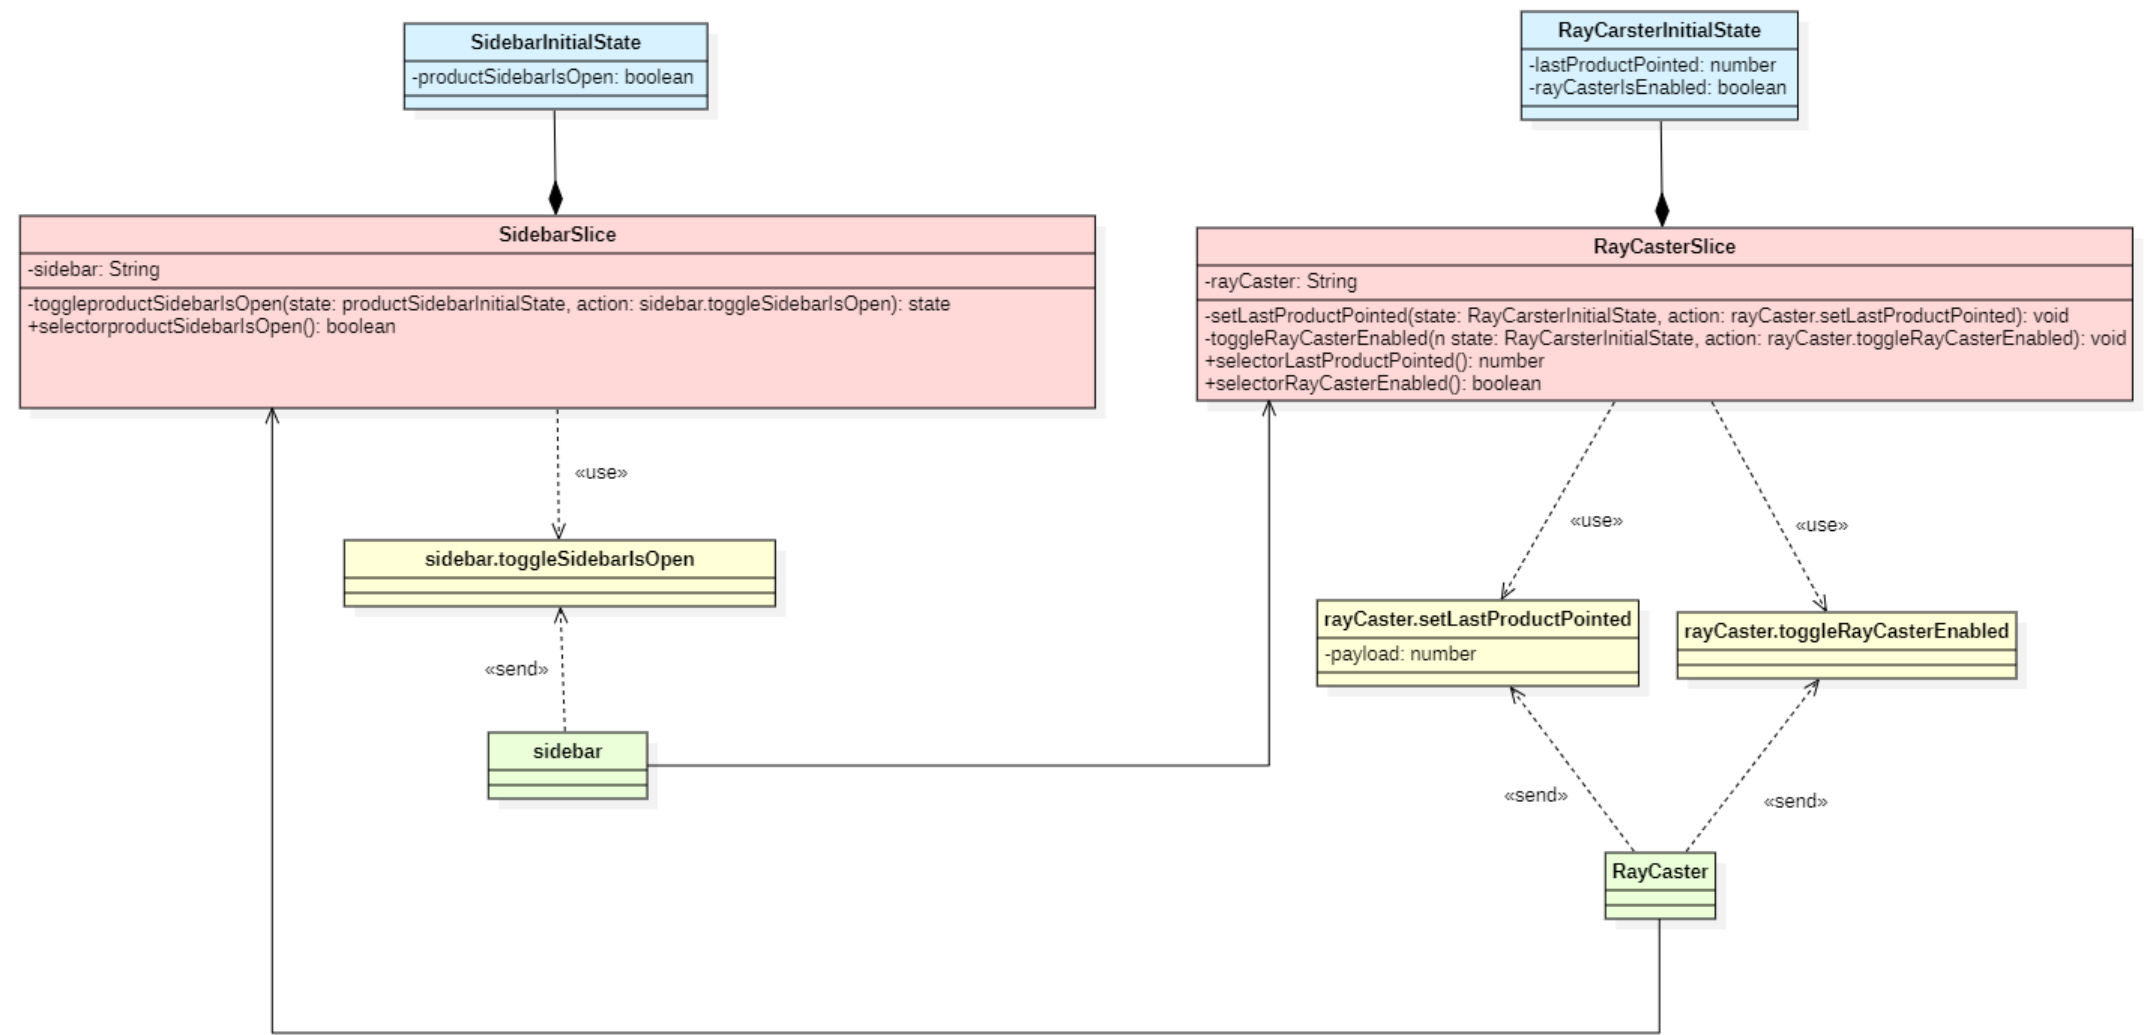 SidebarInitialState
-productSidebarIsOpen: boolean
RayCarsterInitialState
-lastProductPointed: number
-rayCasterIsEnabled: boolean
SidebarSlice
-sidebar: String
-toggleproductSidebarIsOpen(state: productSidebarInitialState, action: sidebar.toggleSidebarIsOpen): state
+selectorproductSidebarIsOpen(): boolean
RayCasterSlice
-rayCaster: String
-setLastProductPointed(state: RayCarsterInitialState, action: rayCaster.setLastProductPointed): void
-toggleRayCasterEnabled(n state: RayCarsterInitialState, action: rayCaster.toggleRayCasterEnabled): void
+selectorLastProductPointed(): number
+selectorRayCasterEnabled(): boolean
«use»
«use»
«use»
sidebar.toggleSidebarIsOpen
rayCaster.setLastProductPointed
-payload: number
rayCaster.toggleRayCasterEnabled
«send»
sidebar
«send»
«send»
RayCaster